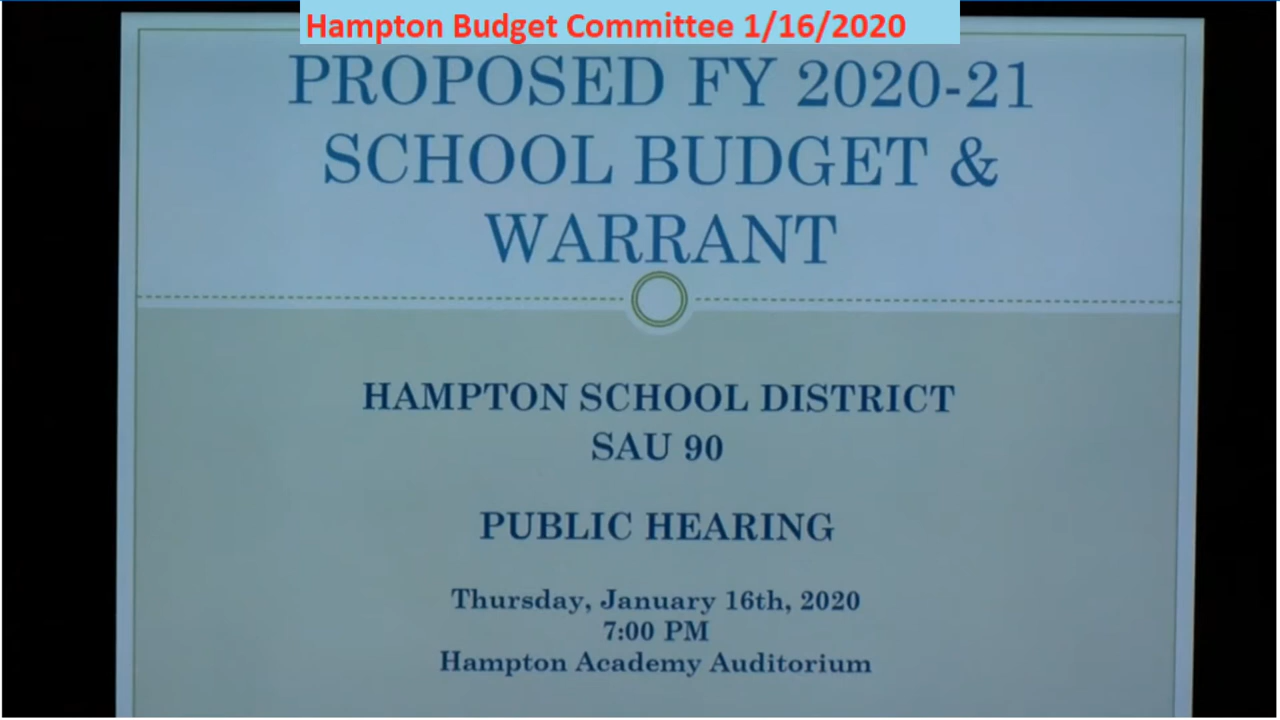 Hampton Budget Committee 1/16/2020
PROPOSED FY 2020-21
SCHOOL BUDGET &
WARRANT
HAMPTON SCHOOL DISTRICT
SAU 90
PUBLIC HEARING
Thursday, January 16th, 2020
7:00 PM
Hampton Academy Auditorium